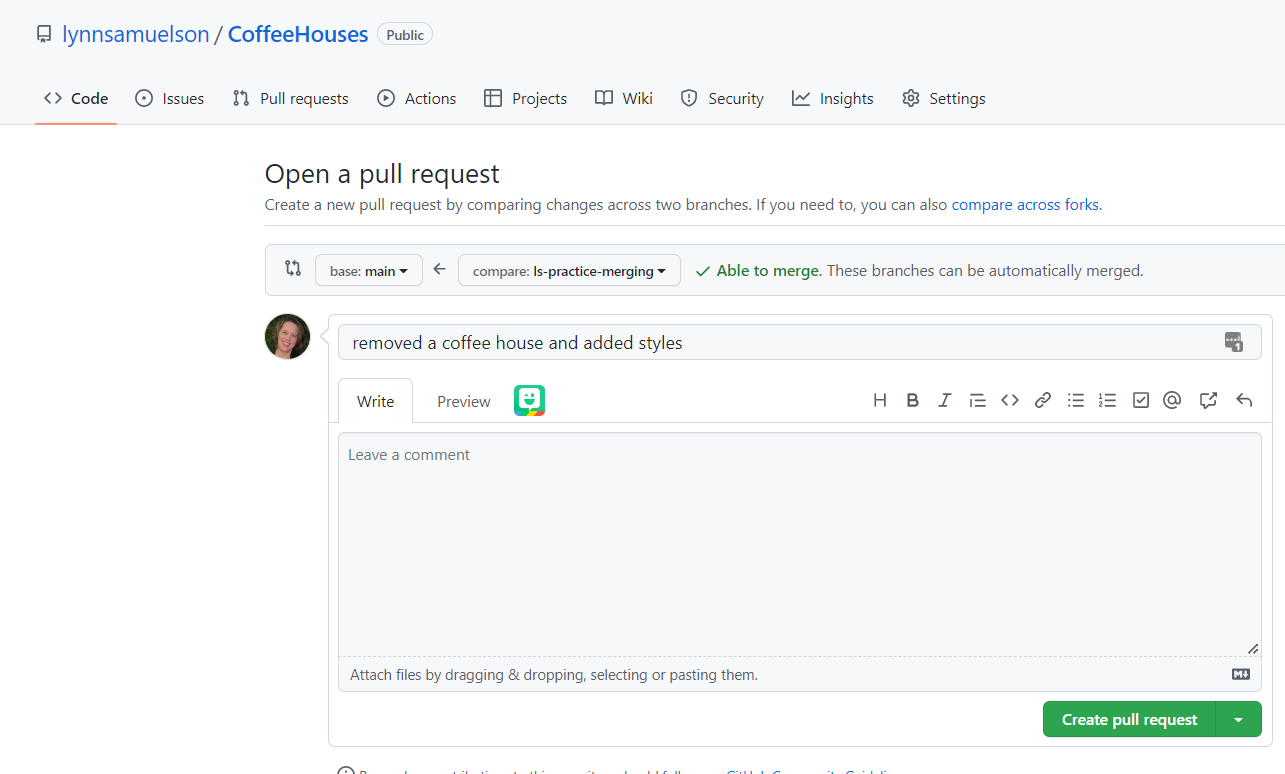 lynnsamuelson / CoffeeHouses Public
Code Issues Pull requests Actions Projects Wiki Security Insights Settings
Open a pull request
Create a new pull request by comparing changes across two branches. If you need to, you can also compare across forks.
base: main compare: ls-practice-merging Able to merge. These branches can be automatically merged.
removed a coffee house and added styles
1
Write Preview
Leave a comment
Attach files by dragging & dropping, selecting or pasting them.
Create pull request